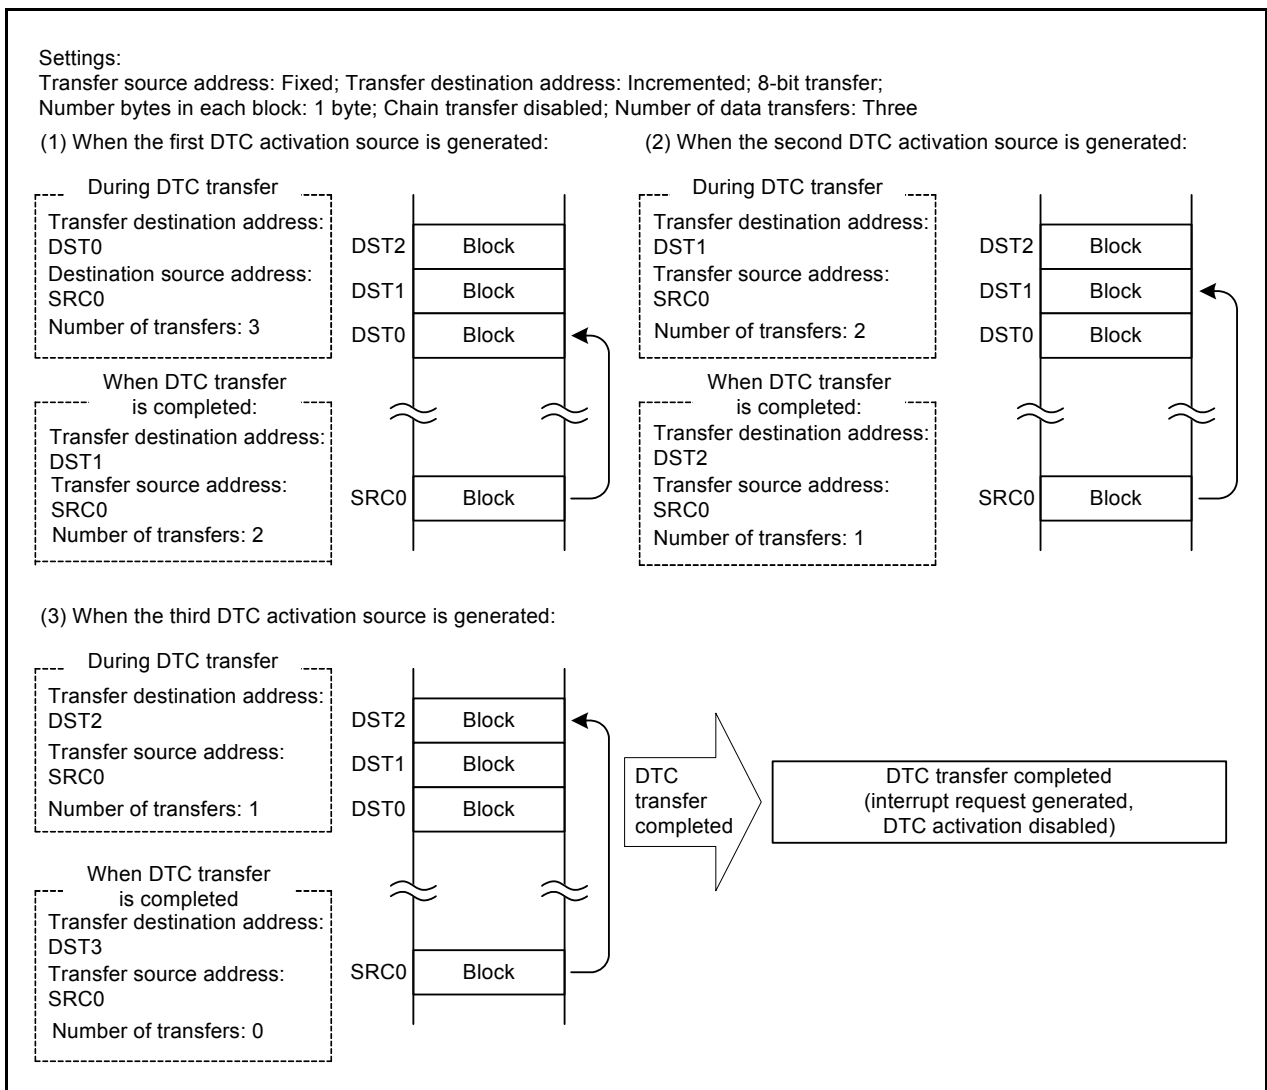 Settings:
Transfer source address: Fixed; Transfer destination address: Incremented; 8-bit transfer;
Number bytes in each block: 1 byte; Chain transfer disabled; Number of data transfers: Three
(1) When the first DTC activation source is generated:
During DTC transfer
Transfer destination address:
DST0
Destination source address:
SRC0
Number of transfers: 3
When DTC transfer
is completed:
Transfer destination address:
DST1
Transfer source address:
SRC0
Number of transfers: 2
DST2 Block
DST1 Block
DST0 Block
SRC0 Block
(2) When the second DTC activation source is generated:
During DTC transfer
Transfer destination address:
DST1
Transfer source address:
SRC0
Number of transfers: 2
When DTC transfer
is completed:
Transfer destination address:
DST2
Transfer source address:
SRC0
Number of transfers: 1
DST2 Block
DST1 Block
DST0 Block
SRC0 Block
(3) When the third DTC activation source is generated:
During DTC transfer
Transfer destination address:
DST2
Transfer source address:
SRC0
Number of transfers: 1
When DTC transfer
is completed
Transfer destination address:
DST3
Transfer source address:
SRC0
Number of transfers: 0
DST2 Block
DST1 Block
DST0 Block
SRC0 Block
DTC
transfer
completed
DTC transfer completed
(interrupt request generated,
DTC activation disabled)